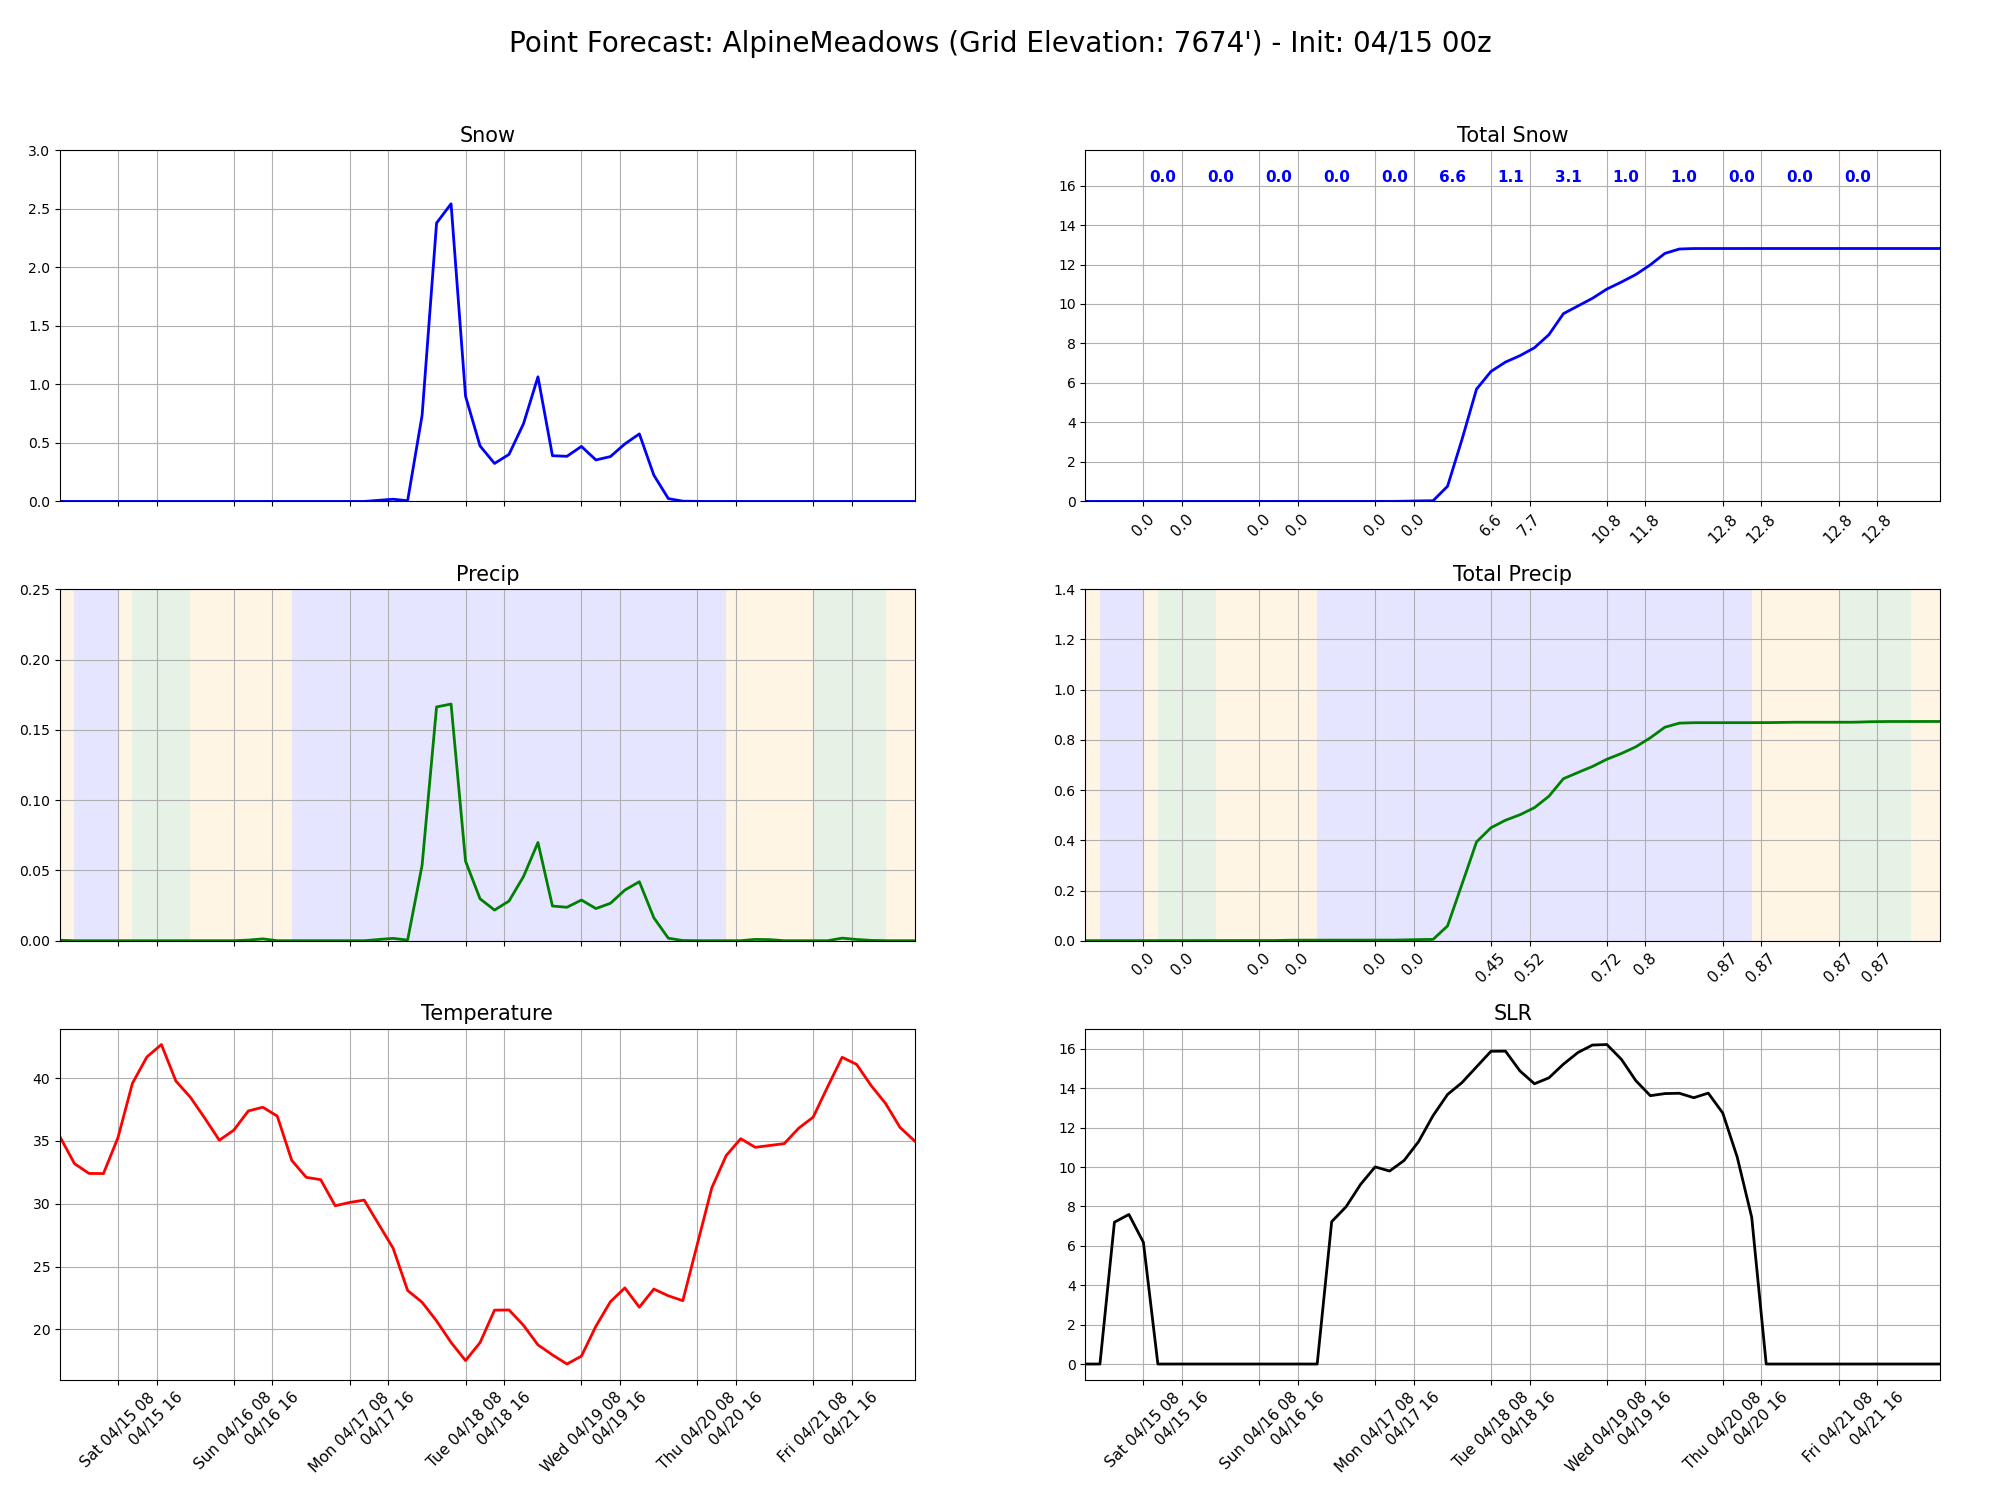 Point Forecast: AlpineMeadows (Grid Elevation: 7674') - Init: 04/15 00z
Snow
3.0
2.5
2.0
1.5
1.0
0.5
0.0
Total Snow
0.0 0.0 0.0 0.0 0.0 6.6 1.1 3.1 1.0 1.0 0.0 0.0 0.0
16
14
12
10
8
6
4
2
0
0.0 0.0 0.0 0.0 0.0 0.0 6.6 7.7 10.8 11.8 12.8 12.8 12.8 12.8
Precip
0.25
0.20
0.15
0.10
0.05
0.00
Total Precip
1.4
1.2
1.0
0.8
0.6
0.4
0.2
0.0
0.0 0.0 0.0 0.0 0.0 0.0 0.45 0.52 0.72 0.8 0.87 0.87 0.87 0.87
Temperature
40
35
30
25
20
Sat 04/15 08
04/15 16
Sun 04/16 08
04/16 16
Mon 04/17 08
04/17 16
Tue 04/18 08
04/18 16
Wed 04/19 08
04/19 16
Thu 04/20 08
04/20 16
Fri 04/21 08
04/21 16
SLR
16
14
12
10
8
6
4
2
0
Sat 04/15 08
04/15 16
Sun 04/16 08
04/16 16
Mon 04/17 08
04/17 16
Tue 04/18 08
04/18 16
Wed 04/19 08
04/19 16
Thu 04/20 08
04/20 16
Fri 04/21 08
04/21 16